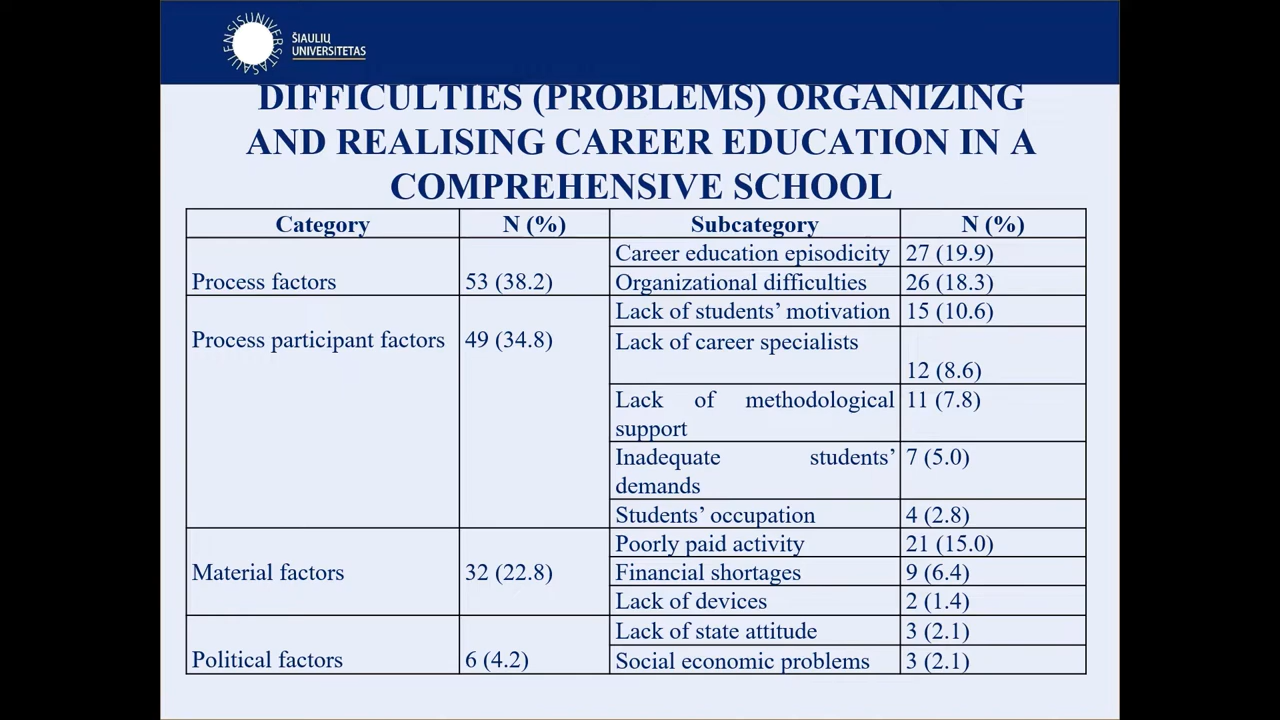 SIAULIENSIS UNIVERSITAS
ŠIAULIŲ
UNIVERSITETAS
DIFFICULTIES (PROBLEMS) ORGANIZING
AND REALISING CAREER EDUCATION IN A
COMPREHENSIVE SCHOOL
Category N (%) Subcategory N (%)
Career education episodicity 27 (19.9)
Process factors 53 (38.2) Organizational difficulties 26 (18.3)
Lack of students’ motivation 15 (10.6)
Process participant factors 49 (34.8) Lack of career specialists
12 (8.6)
Lack of methodological 11 (7.8)
support
Inadequate students’ 7 (5.0)
demands
Students’ occupation 4 (2.8)
Poorly paid activity 21 (15.0)
Material factors 32 (22.8) Financial shortages 9 (6.4)
Lack of devices 2 (1.4)
Lack of state attitude 3 (2.1)
Political factors 6 (4.2) Social economic problems 3 (2.1)